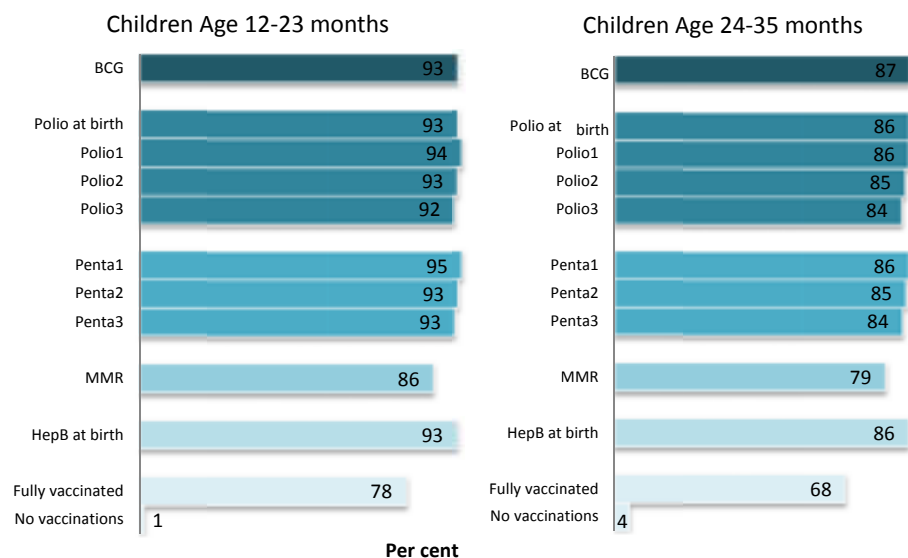 Children Age 12-23 months
BCG 93
Polio at birth 93
Polio1 94
Polio2 93
Polio3 92
Penta1 95
Penta2 93
Penta3 93
MMR 86
HepB at birth 93
Fully vaccinated 78
No vaccinations 1
Per cent
Children Age 24-35 months
BCG 87
Polio at birth 86
Polio1 86
Polio2 85
Polio3 84
Penta1 86
Penta2 85
Penta3 84
MMR 79
HepB at birth 86
Fully vaccinated 68
No vaccinations 4